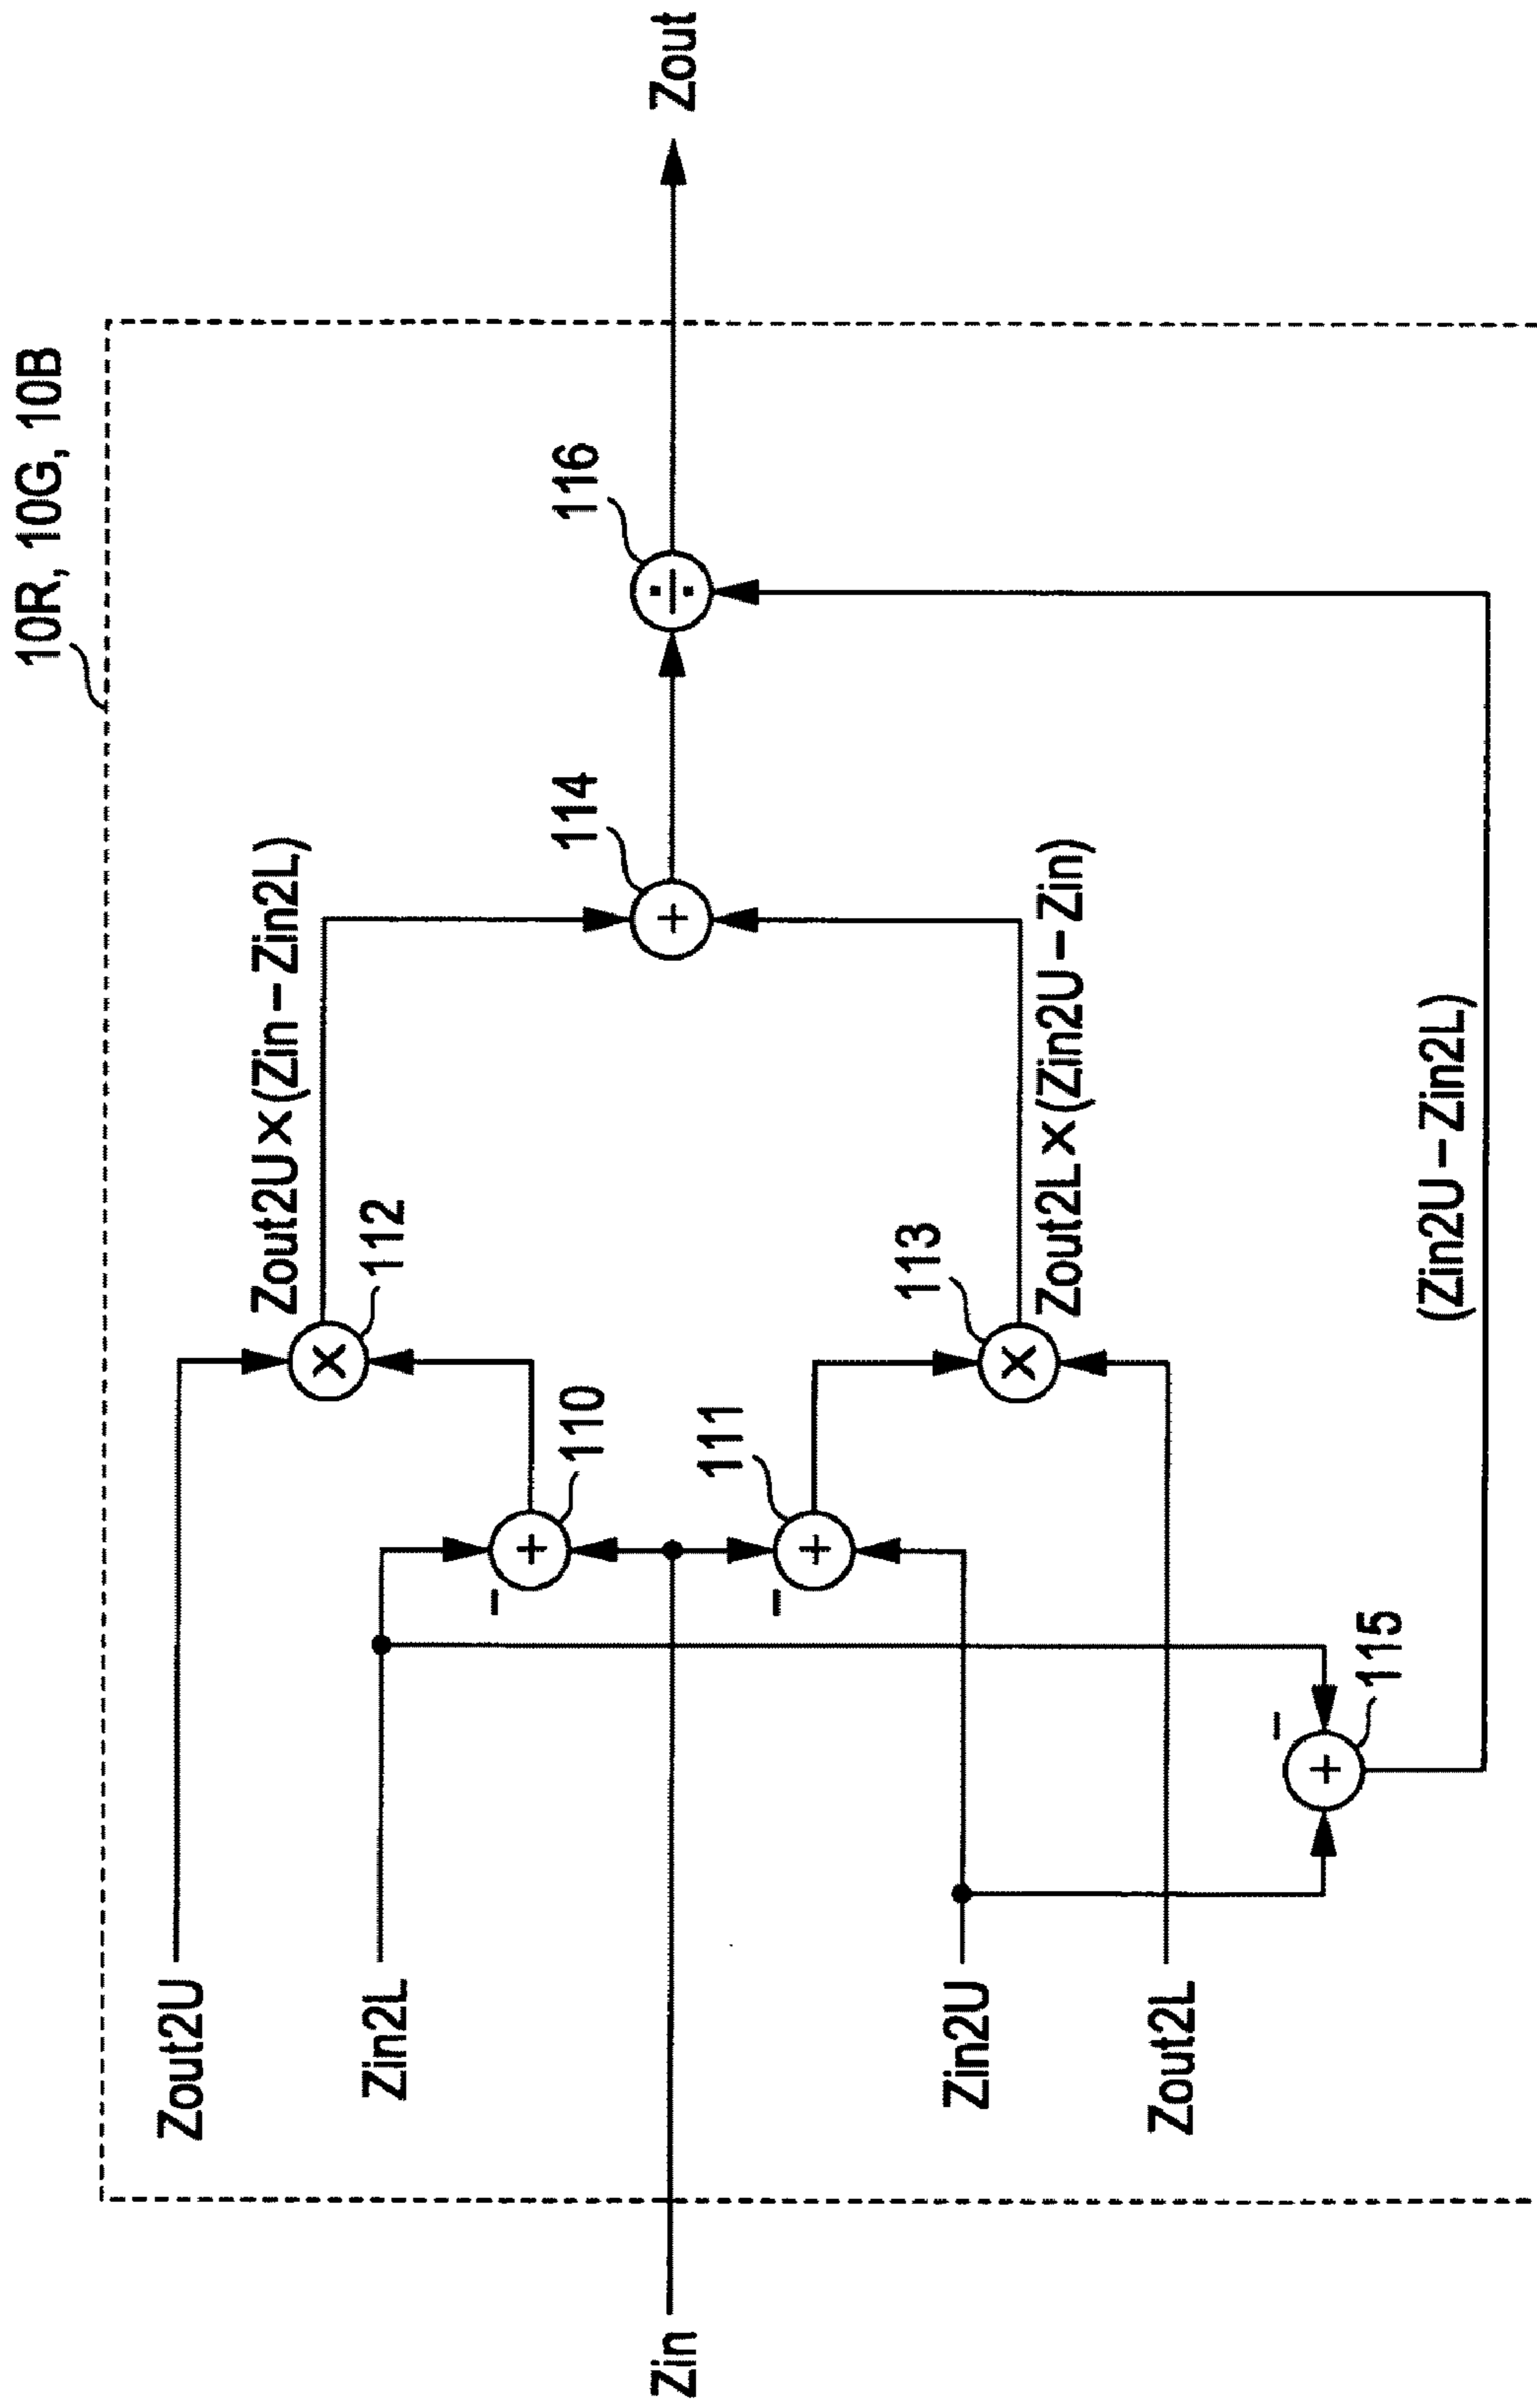 10R, 10G, 10B
Zout2U
Zout2U×(Zin−Zin2L)
112
×
Zin2L
−
+
110
116
÷
114
+
Zin
Zout
−
+
111
113
×
Zin2U
Zout2L×(Zin2U−Zin)
Zout2L
−
+
115
(Zin2U−Zin2L)